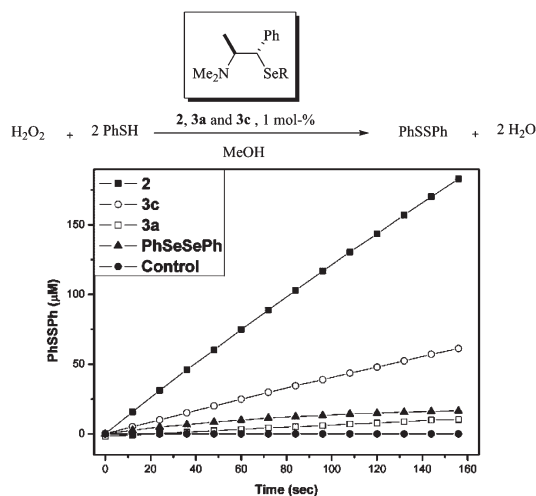 Ph
Me₂N
SeR
H₂O₂ + 2 PhSH
2, 3a and 3c , 1 mol-%
MeOH
PhSSPh + 2 H₂O
2
3c
3a
PhSeSePh
Control
PhSSPh (μM)
150
100
50
0
0 20 40 60 80 100 120 140 160
Time (sec)